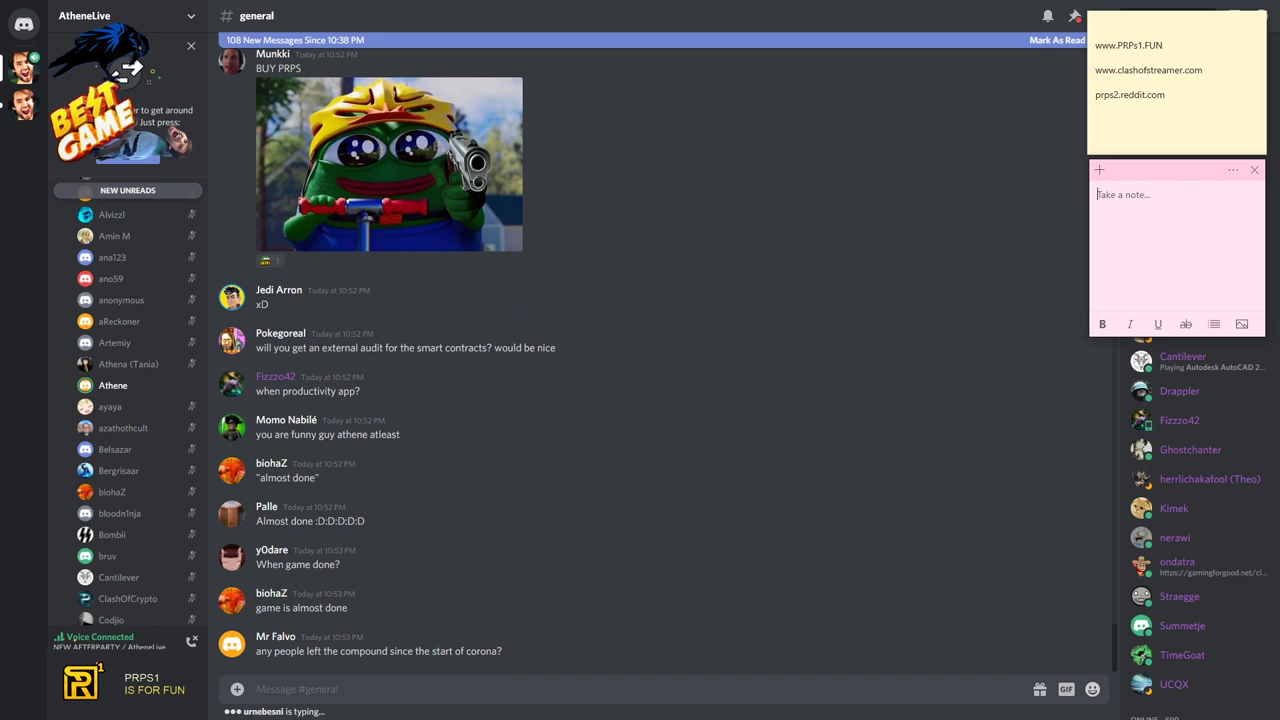 AtheneLive
general
108 New Messages Since 10:38 PM
Mark As Read
BEST GAME
er to get around
Just press:
NEW UNREADS
Alvizzl
Amin M
ana123
ano59
anonymous
aReckoner
Artemiy
Athena (Tania)
Athene
ayaya
azathothcult
Belsazar
Bergrisaar
biohaZ
bloodn1nja
Bombii
bruv
Cantilever
ClashOfCrypto
Codjio
Voice Connected
NEW AFTERPARTY / AtheneLive
PRPS1
IS FOR FUN
Munkki Today at 10:52 PM
BUY PRPS
1
Jedi Arron Today at 10:52 PM
xD
Pokegoreal Today at 10:52 PM
will you get an external audit for the smart contracts? would be nice
Fizzzo42 Today at 10:52 PM
when productivity app?
Momo Nabilé Today at 10:52 PM
you are funny guy athene atleast
biohaZ Today at 10:52 PM
"almost done"
Palle Today at 10:52 PM
Almost done :D:D:D:D:D
y0dare Today at 10:53 PM
When game done?
biohaZ Today at 10:53 PM
game is almost done
Mr Falvo Today at 10:53 PM
any people left the compound since the start of corona?
Message #general
GIF
urnebesni is typing...
www.PRPs1.FUN
www.clashofstreamer.com
prps2.reddit.com
Take a note...
B I U ab
Cantilever
Playing Autodesk AutoCAD 2...
Drappler
Fizzzo42
Ghostchanter
herrlichakafool (Theo)
Kimek
nerawi
ondatra
https://gamingforgood.net/cl...
Straegge
Summetje
TimeGoat
UCQX